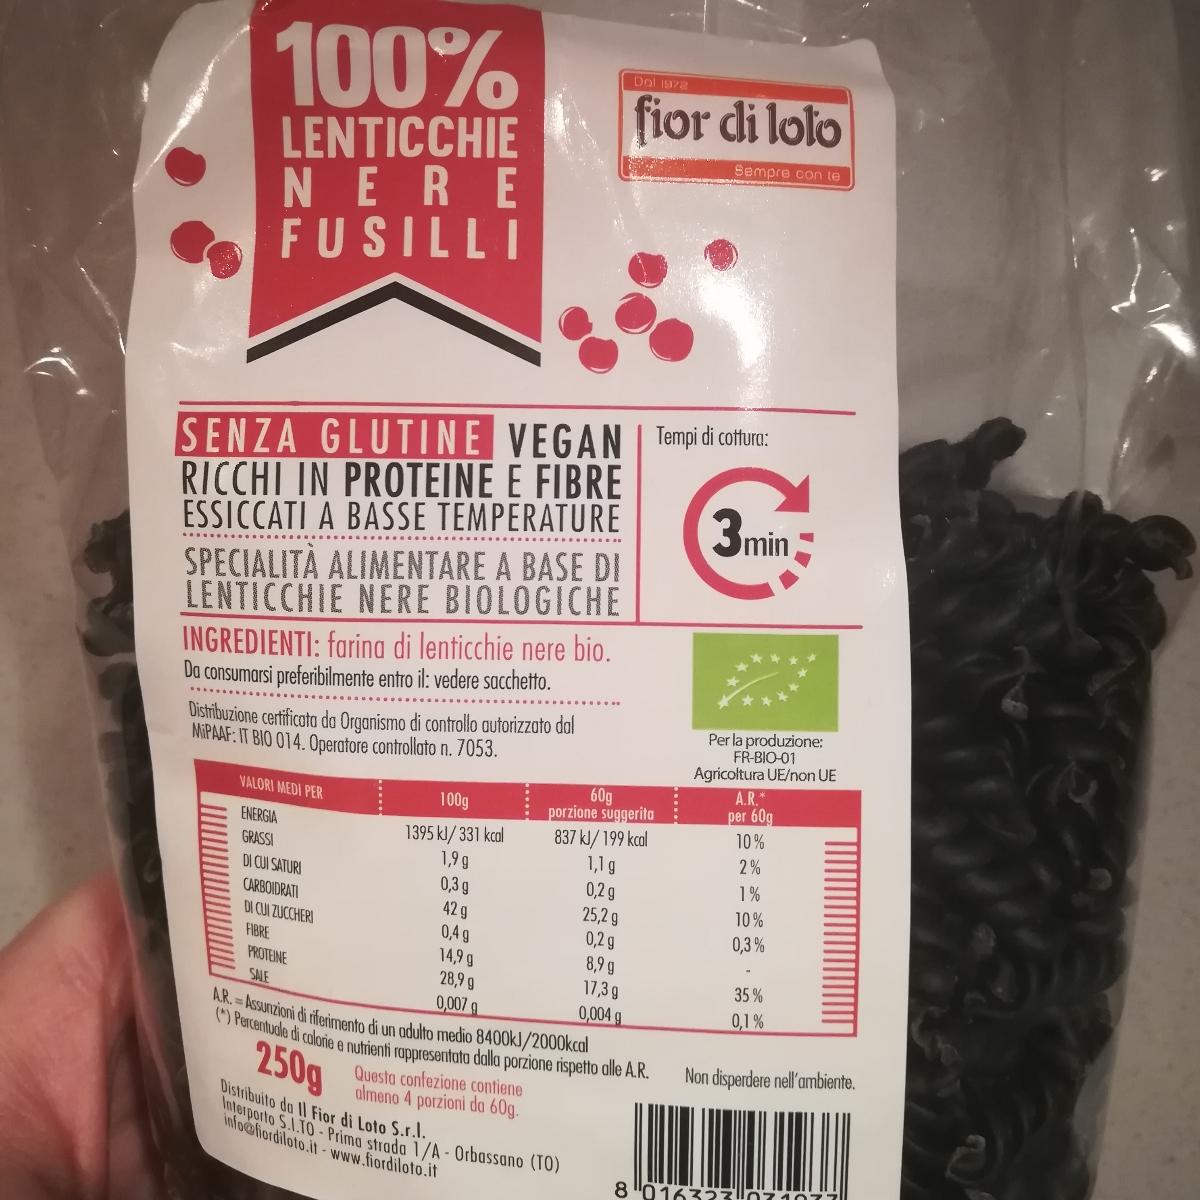 100%
LENTICCHIE
NERE
FUSILLI
Dal 1972
fior di loto
Sempre con te
SENZA GLUTINE VEGAN
RICCHI IN PROTEINE E FIBRE
ESSICCATI A BASSE TEMPERATURE
SPECIALITÀ ALIMENTARE A BASE DI
LENTICCHIE NERE BIOLOGICHE
Tempi di cottura:
3min
INGREDIENTI: farina di lenticchie nere bio.
Da consumarsi preferibilmente entro il: vedere sacchetto.
Distribuzione certificata da Organismo di controllo autorizzato dal
MiPAAF: IT BIO 014. Operatore controllato n. 7053.
Per la produzione:
FR-BIO-01
Agricoltura UE/non UE
VALORI MEDI PER 100g 60g porzione suggerita A.R.* per 60g
ENERGIA 1395 kJ/ 331 kcal 837 kJ/ 199 kcal 10%
GRASSI 1,9 g 1,1 g 2%
DI CUI SATURI 0,3 g 0,2 g 1%
CARBOIDRATI 42 g 25,2 g 10%
DI CUI ZUCCHERI 0,4 g 0,2 g 0,3%
FIBRE 14,9 g 8,9 g -
PROTEINE 28,9 g 17,3 g 35%
SALE 0,007 g 0,004 g 0,1%
A.R. = Assunzioni di riferimento di un adulto medio 8400kJ/2000kcal
(*) Percentuale di calorie e nutrienti rappresentata dalla porzione rispetto alle A.R.
250g
Questa confezione contiene
almeno 4 porzioni da 60g.
Non disperdere nell'ambiente.
Distribuito da Il Fior di Loto S.r.l.
Interporto S.I.TO - Prima strada 1/A - Orbassano (TO)
info@fiordiloto.it - www.fiordiloto.it